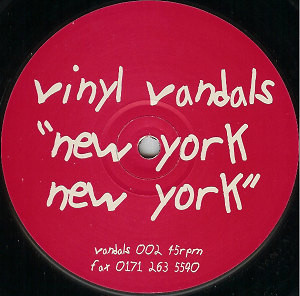 vinyl vandals
"new york
new york"
vandals 002 45rpm
fax 0171 263 5540